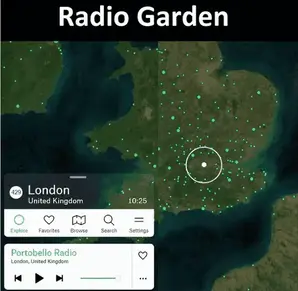 Radio Garden
429
London
United Kingdom
10:25
Explore Favorites Browse Search Settings
Portobello Radio
London, United Kingdom